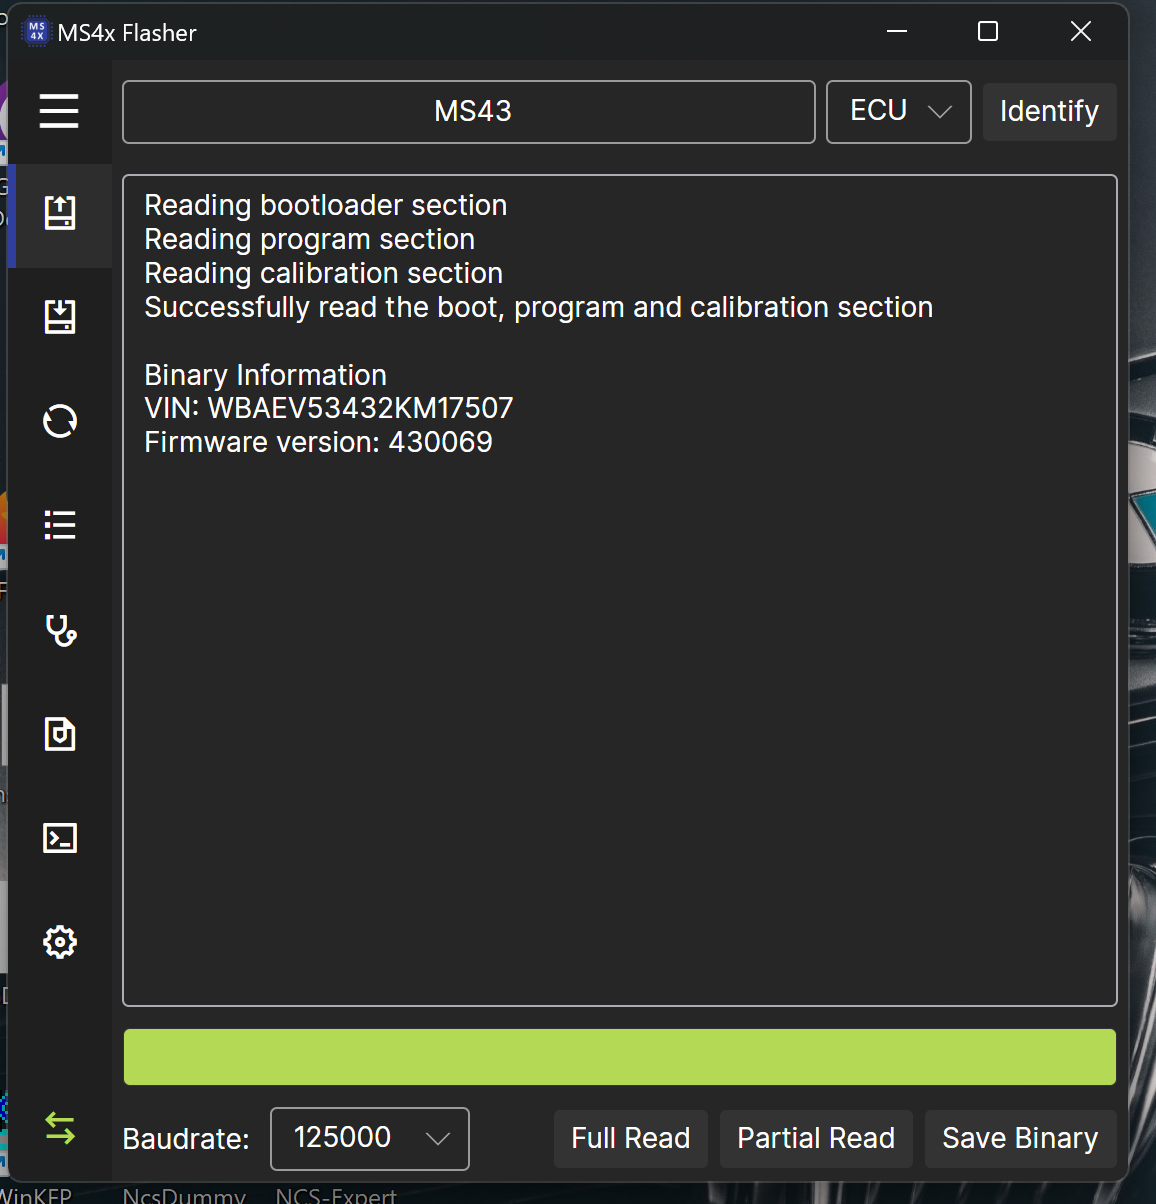 MS 4X MS4x Flasher
MS43 ECU Identify
Reading bootloader section
Reading program section
Reading calibration section
Successfully read the boot, program and calibration section
Binary Information
VIN: WBAEV53432KM17507
Firmware version: 430069
Baudrate: 125000 Full Read Partial Read Save Binary
WinKFP NcsDummy NCS-Expert